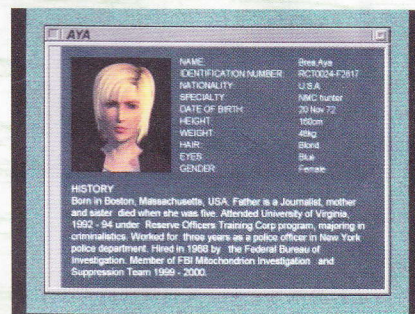 AYA
NAME: Brea,Aya
IDENTIFICATION NUMBER: RCT0024-F2817
NATIONALITY: U.S.A
SPECIALTY: NMC hunter
DATE OF BIRTH: 20 Nov 72
HEIGHT: 160cm
WEIGHT: 48kg
HAIR: Blond
EYES: Blue
GENDER: Female
HISTORY
Born in Boston, Massachusetts, USA. Father is a Journalist, mother
and sister died when she was five. Attended University of Virginia,
1992 - 94 under Reserve Officers Training Corp program, majoring in
criminalistics. Worked for three years as a police officer in New York
police department. Hired in 1988 by the Federal Bureau of
Investigation. Member of FBI Mitochondrion Investigation and
Suppression Team 1999 - 2000.